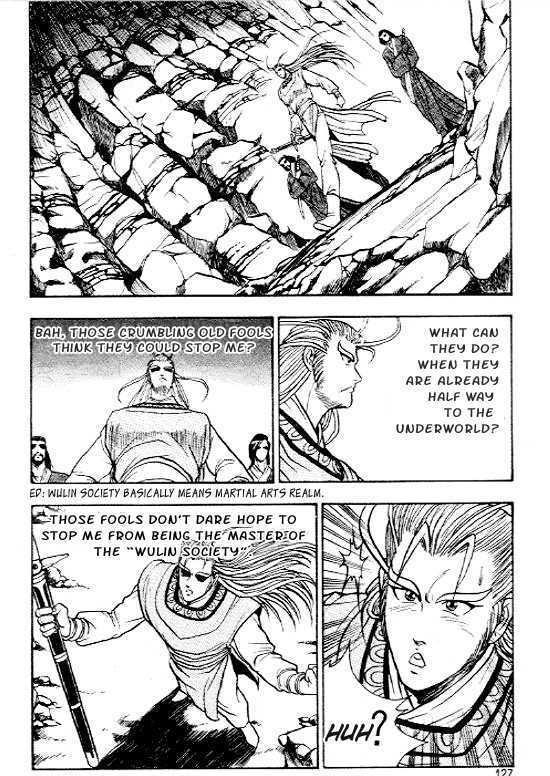 BAH, THOSE CRUMBLING OLD FOOLS
THINK THEY COULD STOP ME?
WHAT CAN
THEY DO?
WHEN THEY
ARE ALREADY
HALF WAY
TO THE
UNDERWORLD?
ED: WULIN SOCIETY BASICALLY MEANS MARTIAL ARTS REALM.
THOSE FOOLS DON'T DARE HOPE TO
STOP ME FROM BEING THE MASTER OF
THE "WULIN SOCIETY"
HUH?
127